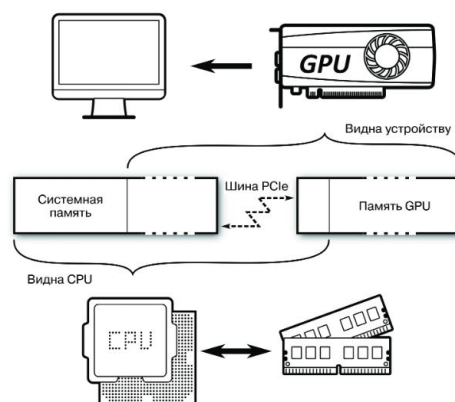 GPU
Видна устройству
Системная
память
Шина PCIe
Память GPU
Видна CPU
CPU